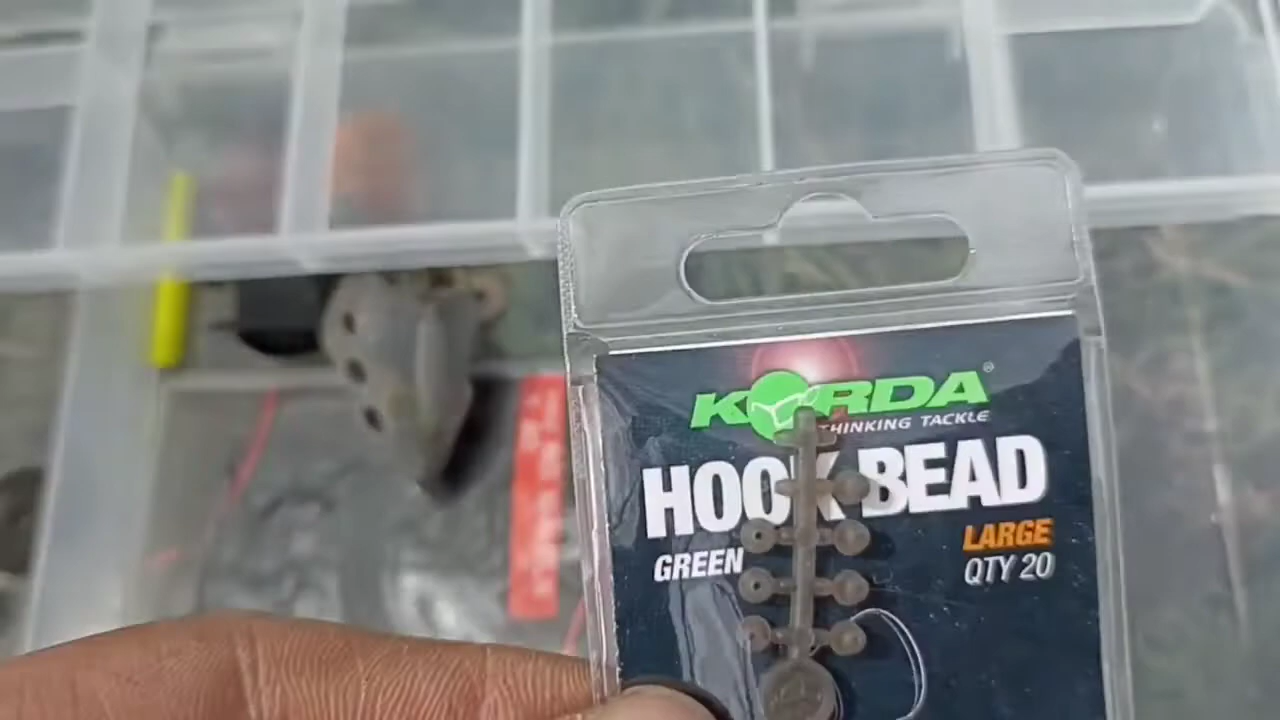 KORDA®
THINKING TACKLE
HOOK BEAD
GREEN
LARGE
QTY 20